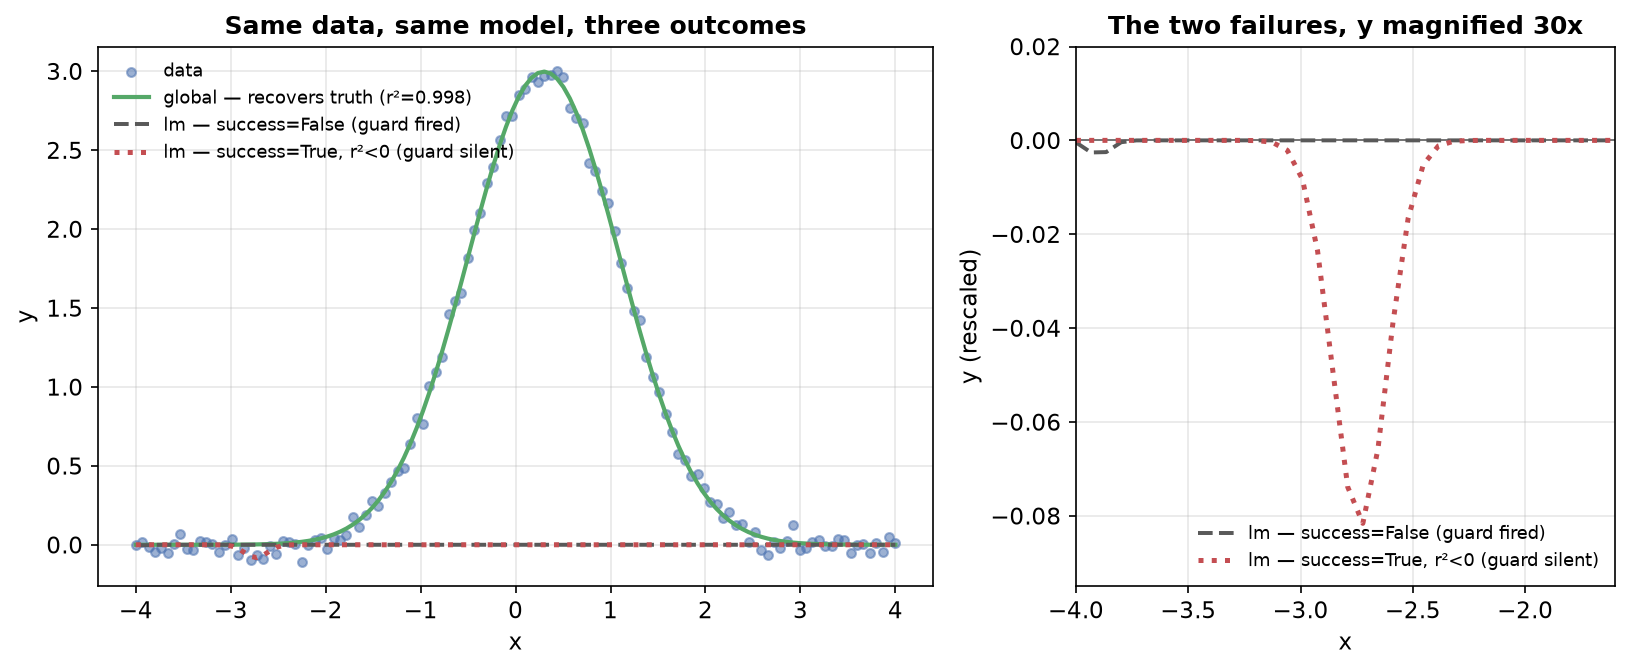 Same data, same model, three outcomes
data
global — recovers truth (r²=0.998)
lm — success=False (guard fired)
lm — success=True, r²<0 (guard silent)
y
3.0
2.5
2.0
1.5
1.0
0.5
0.0
−4
−3
−2
−1
0
1
2
3
4
x
The two failures, y magnified 30x
y (rescaled)
0.02
0.00
−0.02
−0.04
−0.06
−0.08
lm — success=False (guard fired)
lm — success=True, r²<0 (guard silent)
−4.0
−3.5
−3.0
−2.5
−2.0
x